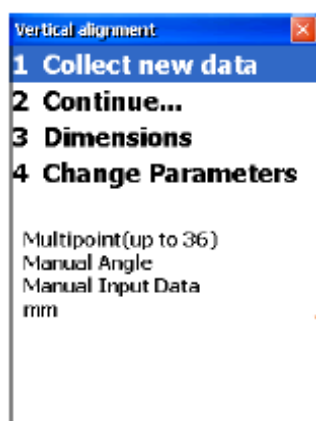 Vertical alignment
1 Collect new data
2 Continue...
3 Dimensions
4 Change Parameters
Multipoint(up to 36)
Manual Angle
Manual Input Data
mm